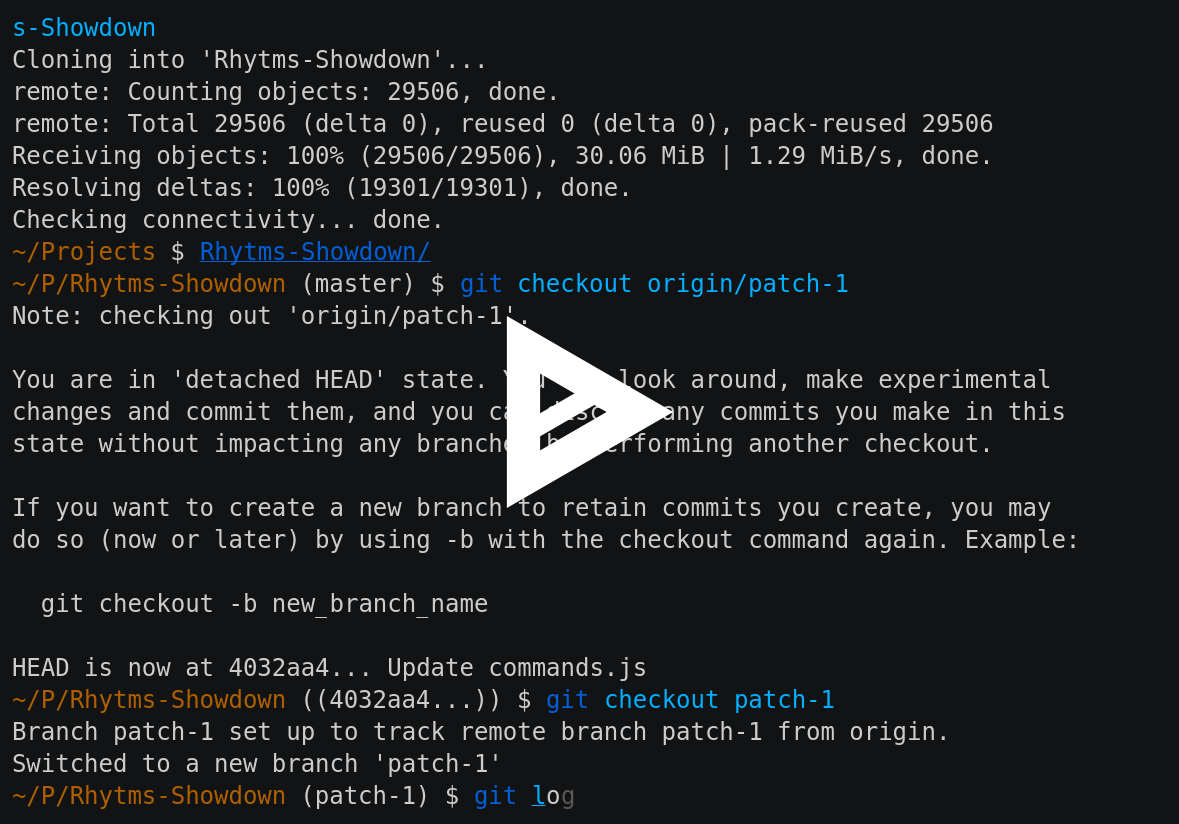 s-Showdown
Cloning into 'Rhytms-Showdown'...
remote: Counting objects: 29506, done.
remote: Total 29506 (delta 0), reused 0 (delta 0), pack-reused 29506
Receiving objects: 100% (29506/29506), 30.06 MiB | 1.29 MiB/s, done.
Resolving deltas: 100% (19301/19301), done.
Checking connectivity... done.
~/Projects $ Rhytms-Showdown/
~/P/Rhytms-Showdown (master) $ git checkout origin/patch-1
Note: checking out 'origin/patch-1'.
You are in 'detached HEAD' state. look around, make experimental
changes and commit them, and you any commits you make in this
state without impacting any another checkout.
If you want to create a new branch to retain commits you create, you may
do so (now or later) by using -b with the checkout command again. Example:
git checkout -b new_branch_name
HEAD is now at 4032aa4... Update commands.js
~/P/Rhytms-Showdown ((4032aa4...)) $ git checkout patch-1
Branch patch-1 set up to track remote branch patch-1 from origin.
Switched to a new branch 'patch-1'
~/P/Rhytms-Showdown (patch-1) $ git log